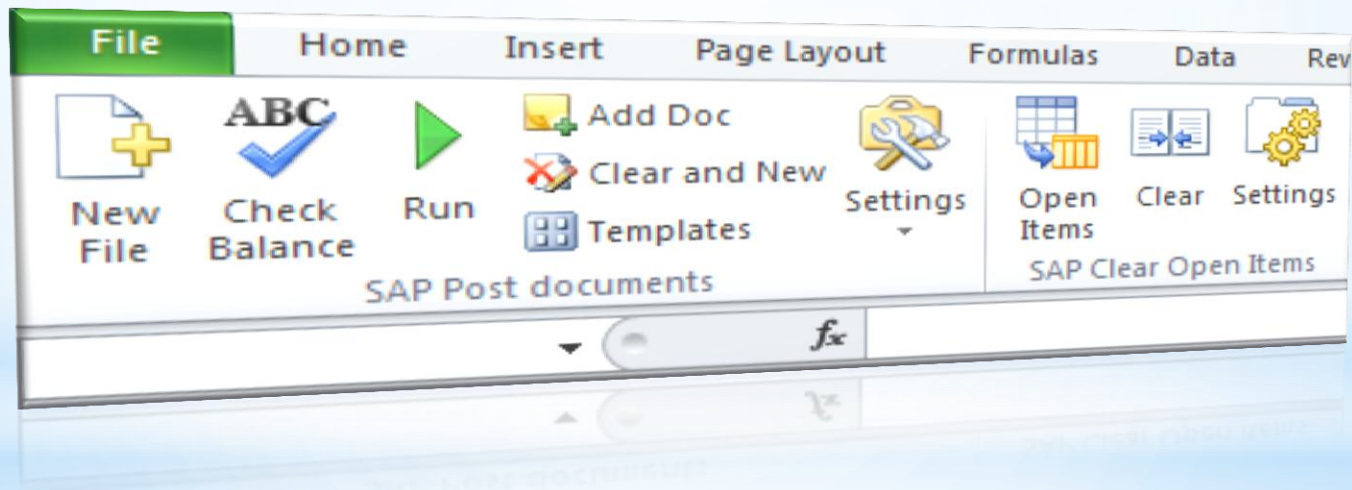 File Home Insert Page Layout Formulas Data Rev
ABC
New File
Check Balance
Run
Add Doc
Clear and New
Templates
Settings
SAP Post documents
Open Items
Clear
Settings
SAP Clear Open Items
fx